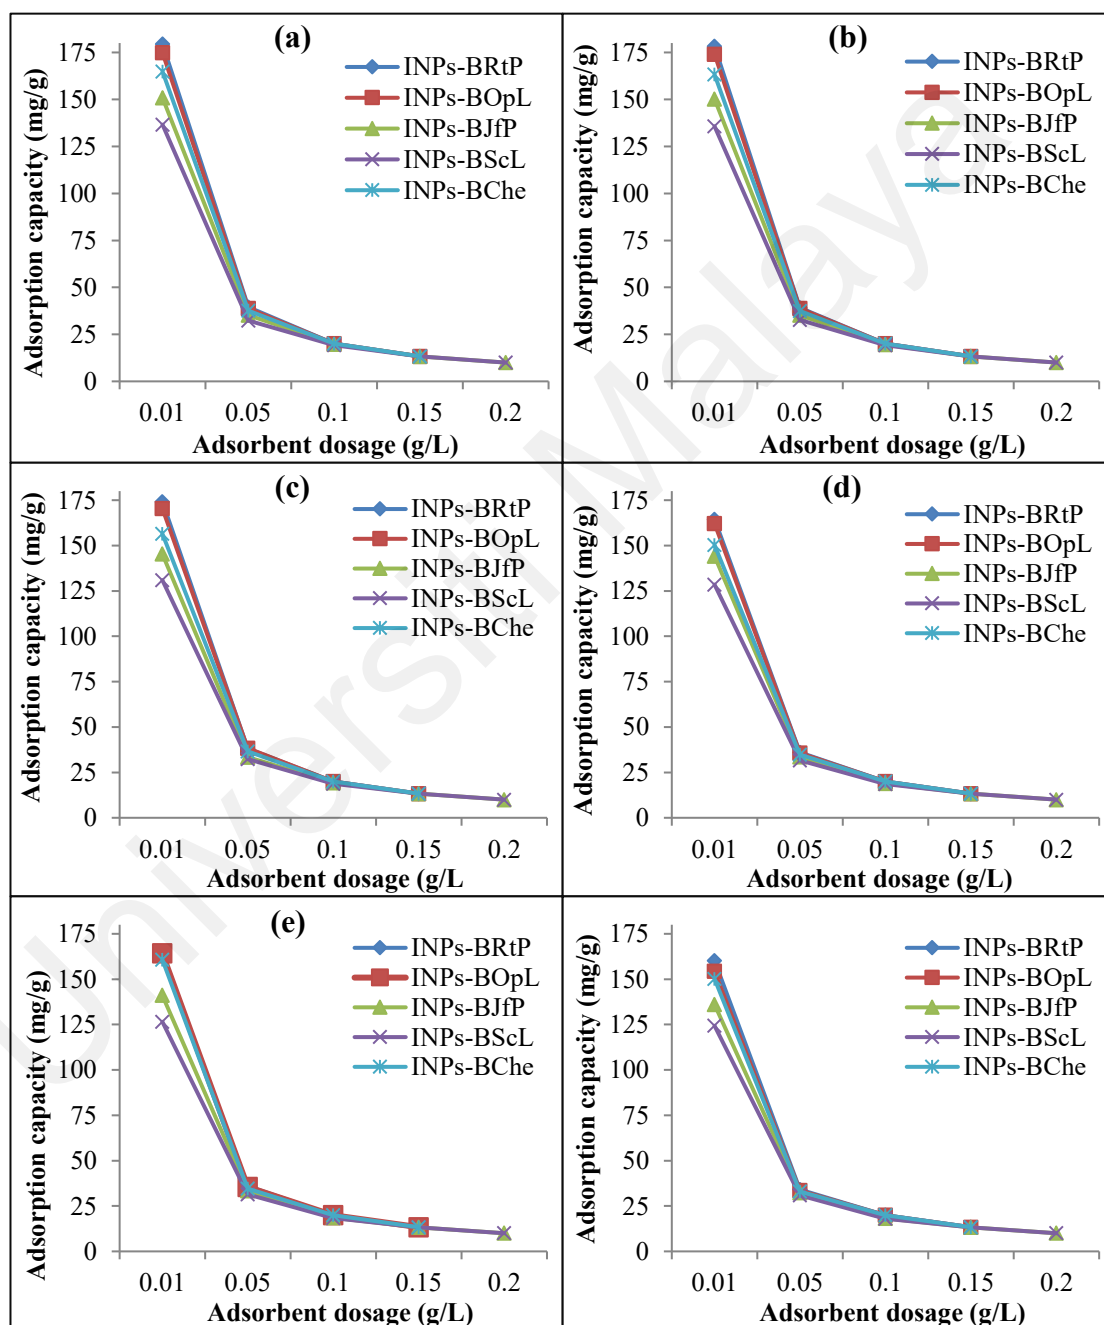 (a)
Adsorption capacity (mg/g)
175
150
125
100
75
50
25
0
0.01 0.05 0.1 0.15 0.2
Adsorbent dosage (g/L)
INPs-BRtP
INPs-BOpL
INPs-BJfP
INPs-BScL
INPs-BChe
(b)
Adsorption capacity (mg/g)
175
150
125
100
75
50
25
0
0.01 0.05 0.1 0.15 0.2
Adsorbent dosage (g/L)
INPs-BRtP
INPs-BOpL
INPs-BJfP
INPs-BScL
INPs-BChe
(c)
Adsorption capacity (mg/g)
175
150
125
100
75
50
25
0
0.01 0.05 0.1 0.15 0.2
Adsorbent dosage (g/L
INPs-BRtP
INPs-BOpL
INPs-BJfP
INPs-BScL
INPs-BChe
(d)
Adsorption capacity (mg/g)
175
150
125
100
75
50
25
0
0.01 0.05 0.1 0.15 0.2
Adsorbent dosage (g/L)
INPs-BRtP
INPs-BOpL
INPs-BJfP
INPs-BScL
INPs-BChe
(e)
Adsorption capacity (mg/g)
175
150
125
100
75
50
25
0
0.01 0.05 0.1 0.15 0.2
Adsorbent dosage (g/L)
INPs-BRtP
INPs-BOpL
INPs-BJfP
INPs-BScL
INPs-BChe
Adsorption capacity (mg/g)
175
150
125
100
75
50
25
0
0.01 0.05 0.1 0.15 0.2
Adsorbent dosage (g/L)
INPs-BRtP
INPs-BOpL
INPs-BJfP
INPs-BScL
INPs-BChe
Universiti Malaya